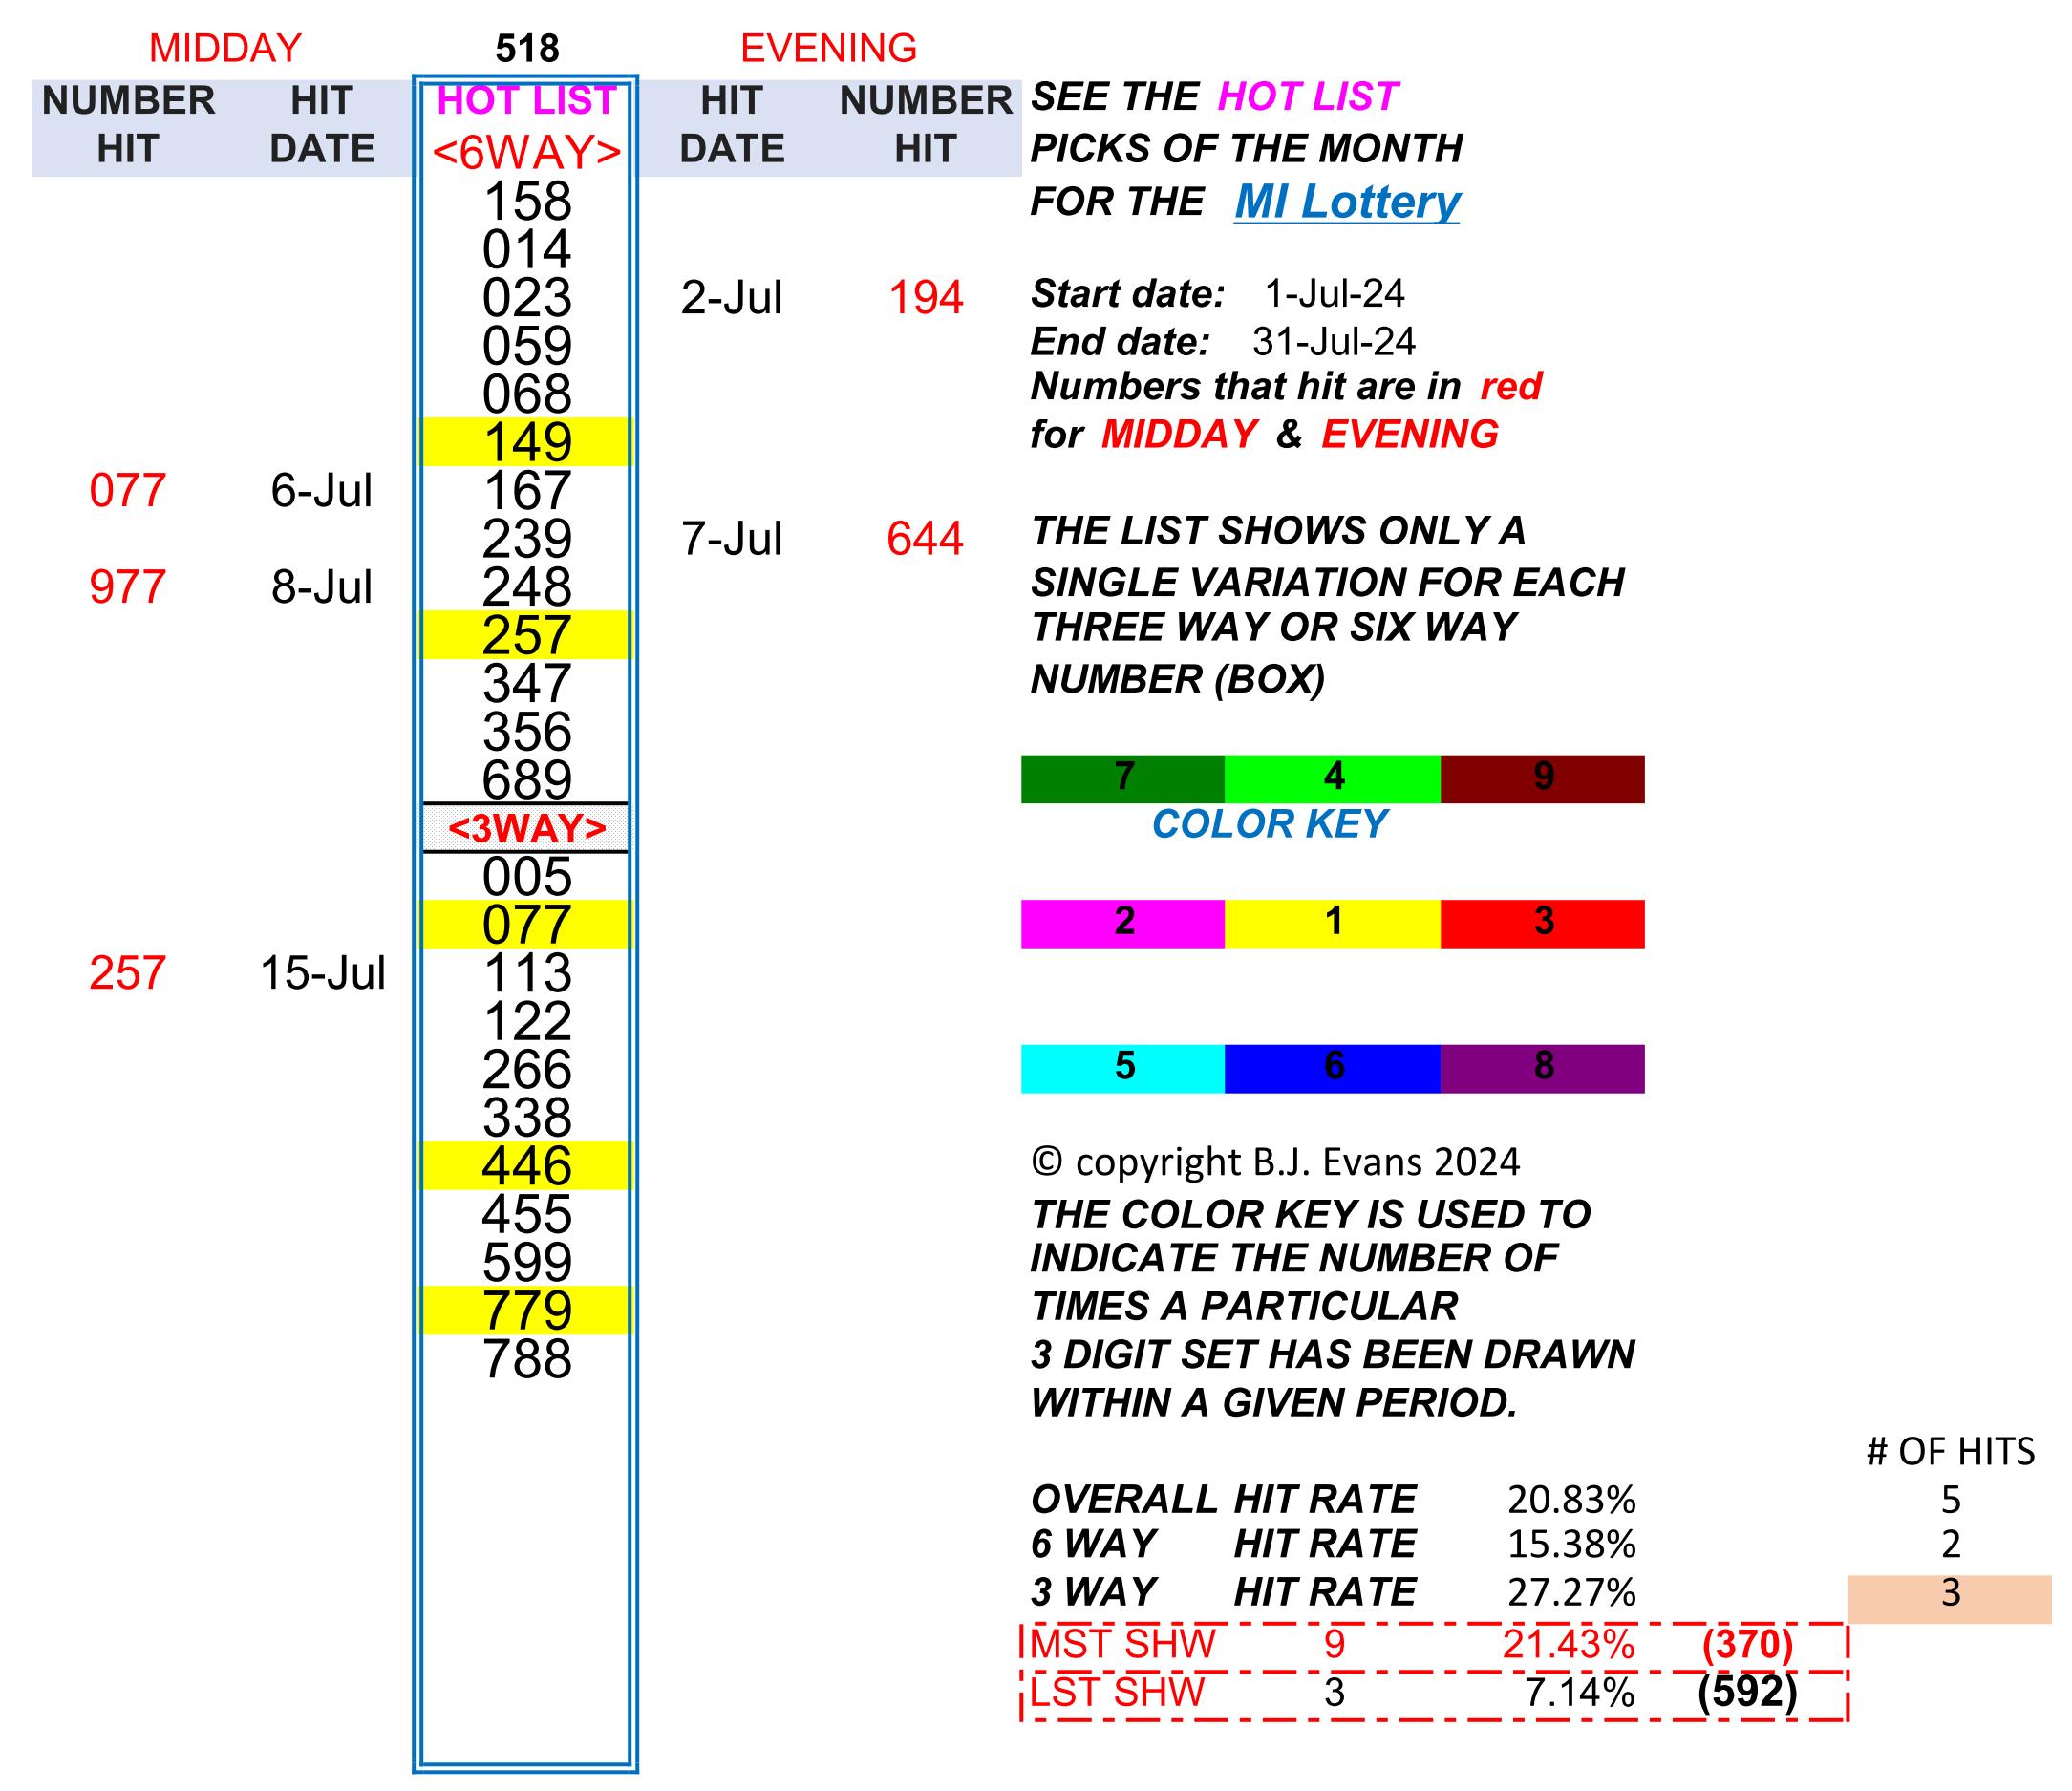 MIDDAY 518 EVENING
NUMBER HIT HOT LIST HIT NUMBER SEE THE HOT LIST
HIT DATE <6WAY> DATE HIT PICKS OF THE MONTH
158 FOR THE MI Lottery
014
023 2-Jul 194 Start date: 1-Jul-24
059 End date: 31-Jul-24
068 Numbers that hit are in red
149 for MIDDAY & EVENING
077 6-Jul 167
239 7-Jul 644 THE LIST SHOWS ONLY A
977 8-Jul 248 SINGLE VARIATION FOR EACH
257 THREE WAY OR SIX WAY
347 NUMBER (BOX)
356
689 7 4 9
<3WAY> COLOR KEY
005
077 2 1 3
257 15-Jul 113
122
266 5 6 8
338
446 © copyright B.J. Evans 2024
455 THE COLOR KEY IS USED TO
599 INDICATE THE NUMBER OF
779 TIMES A PARTICULAR
788 3 DIGIT SET HAS BEEN DRAWN
WITHIN A GIVEN PERIOD.
# OF HITS
OVERALL HIT RATE 20.83% 5
6 WAY HIT RATE 15.38% 2
3 WAY HIT RATE 27.27% 3
MST SHW 9 21.43% (370)
LST SHW 3 7.14% (592)